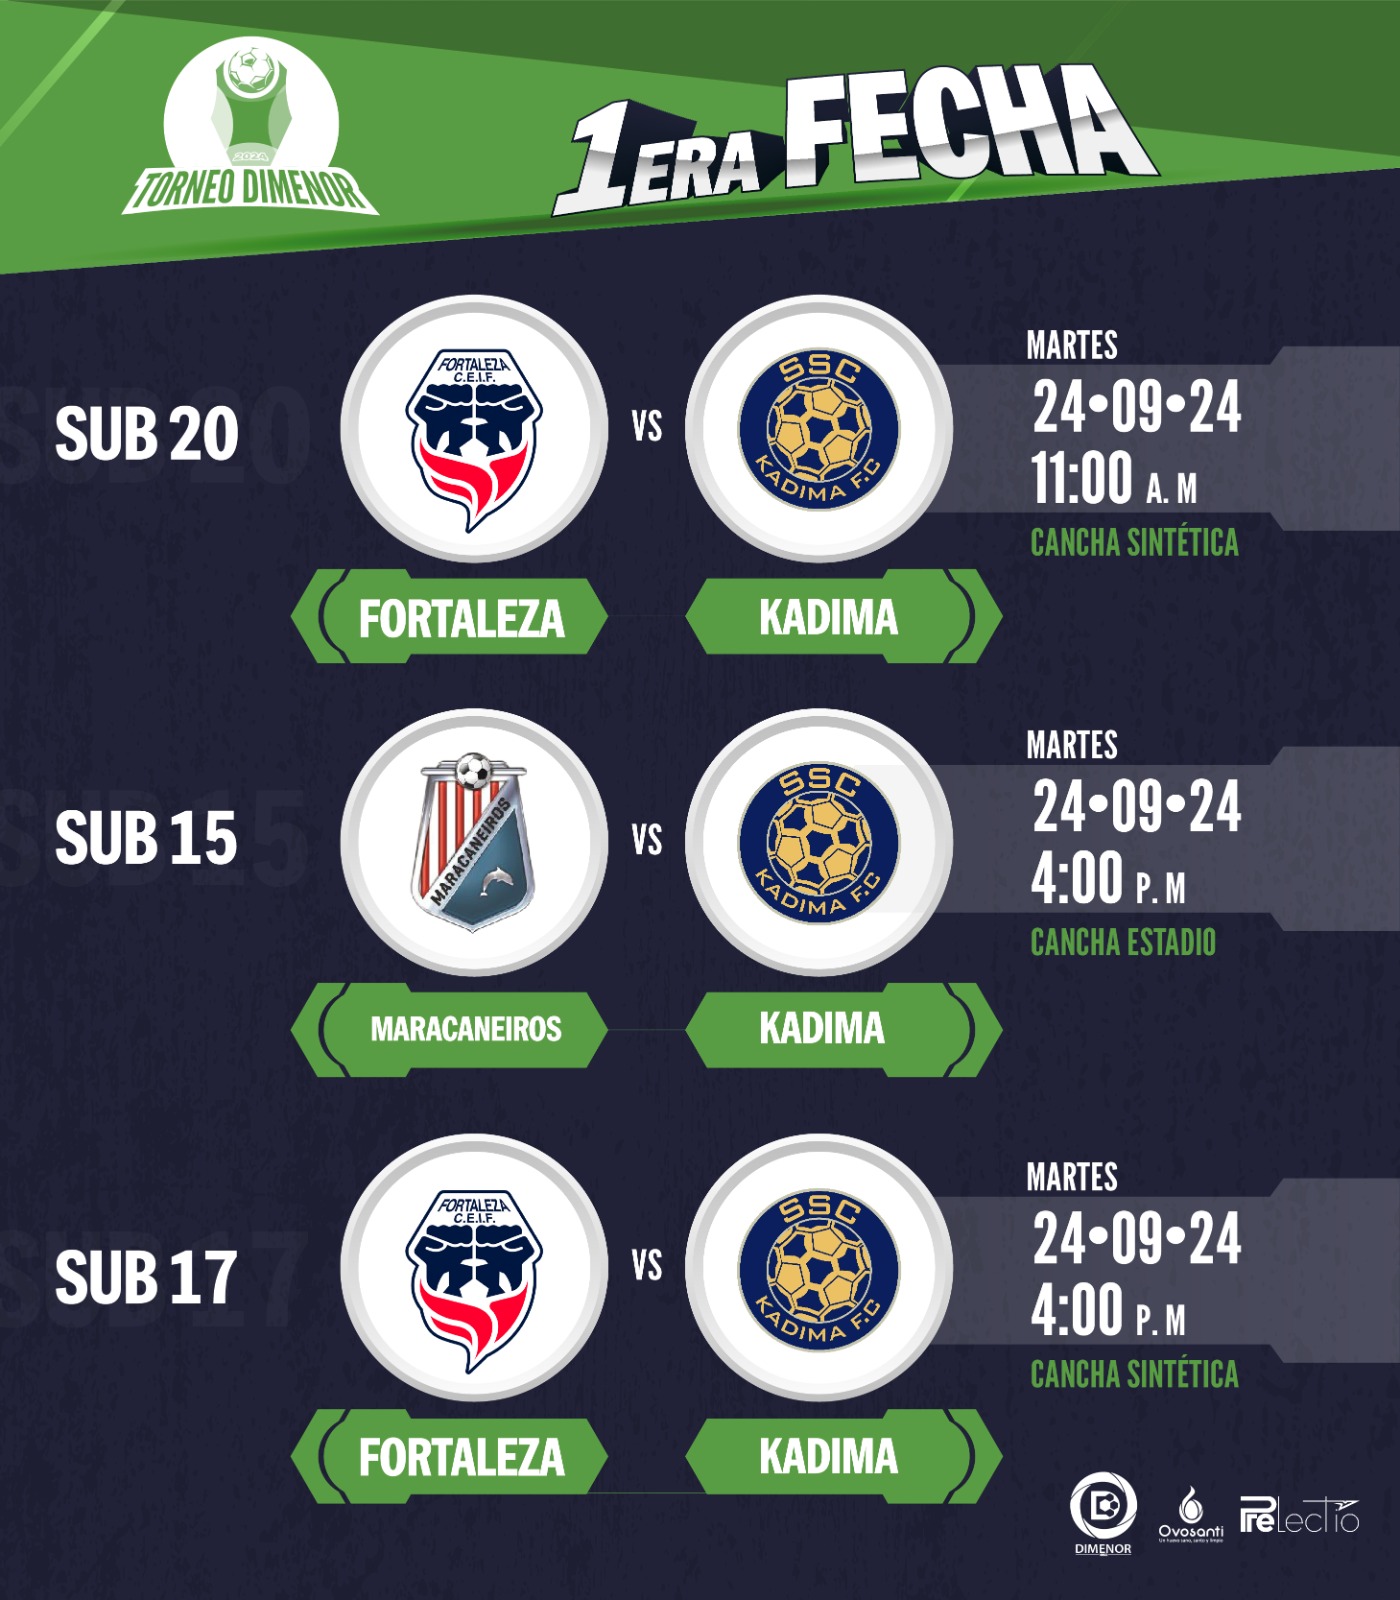 2024
TORNEO DIMENOR
1ERA FECHA
SUB 20
FORTALEZA
C.E.I.F.
VS
SSC
KADIMA F.C
MARTES
24•09•24
11:00 A. M
CANCHA SINTÉTICA
FORTALEZA
KADIMA
SUB 15
MARACANEIROS
VS
SSC
KADIMA F.C
MARTES
24•09•24
4:00 P. M
CANCHA ESTADIO
MARACANEIROS
KADIMA
SUB 17
FORTALEZA
C.E.I.F.
VS
SSC
KADIMA F.C
MARTES
24•09•24
4:00 P. M
CANCHA SINTÉTICA
FORTALEZA
KADIMA
DIMENOR
Ovosanti
PreLectio